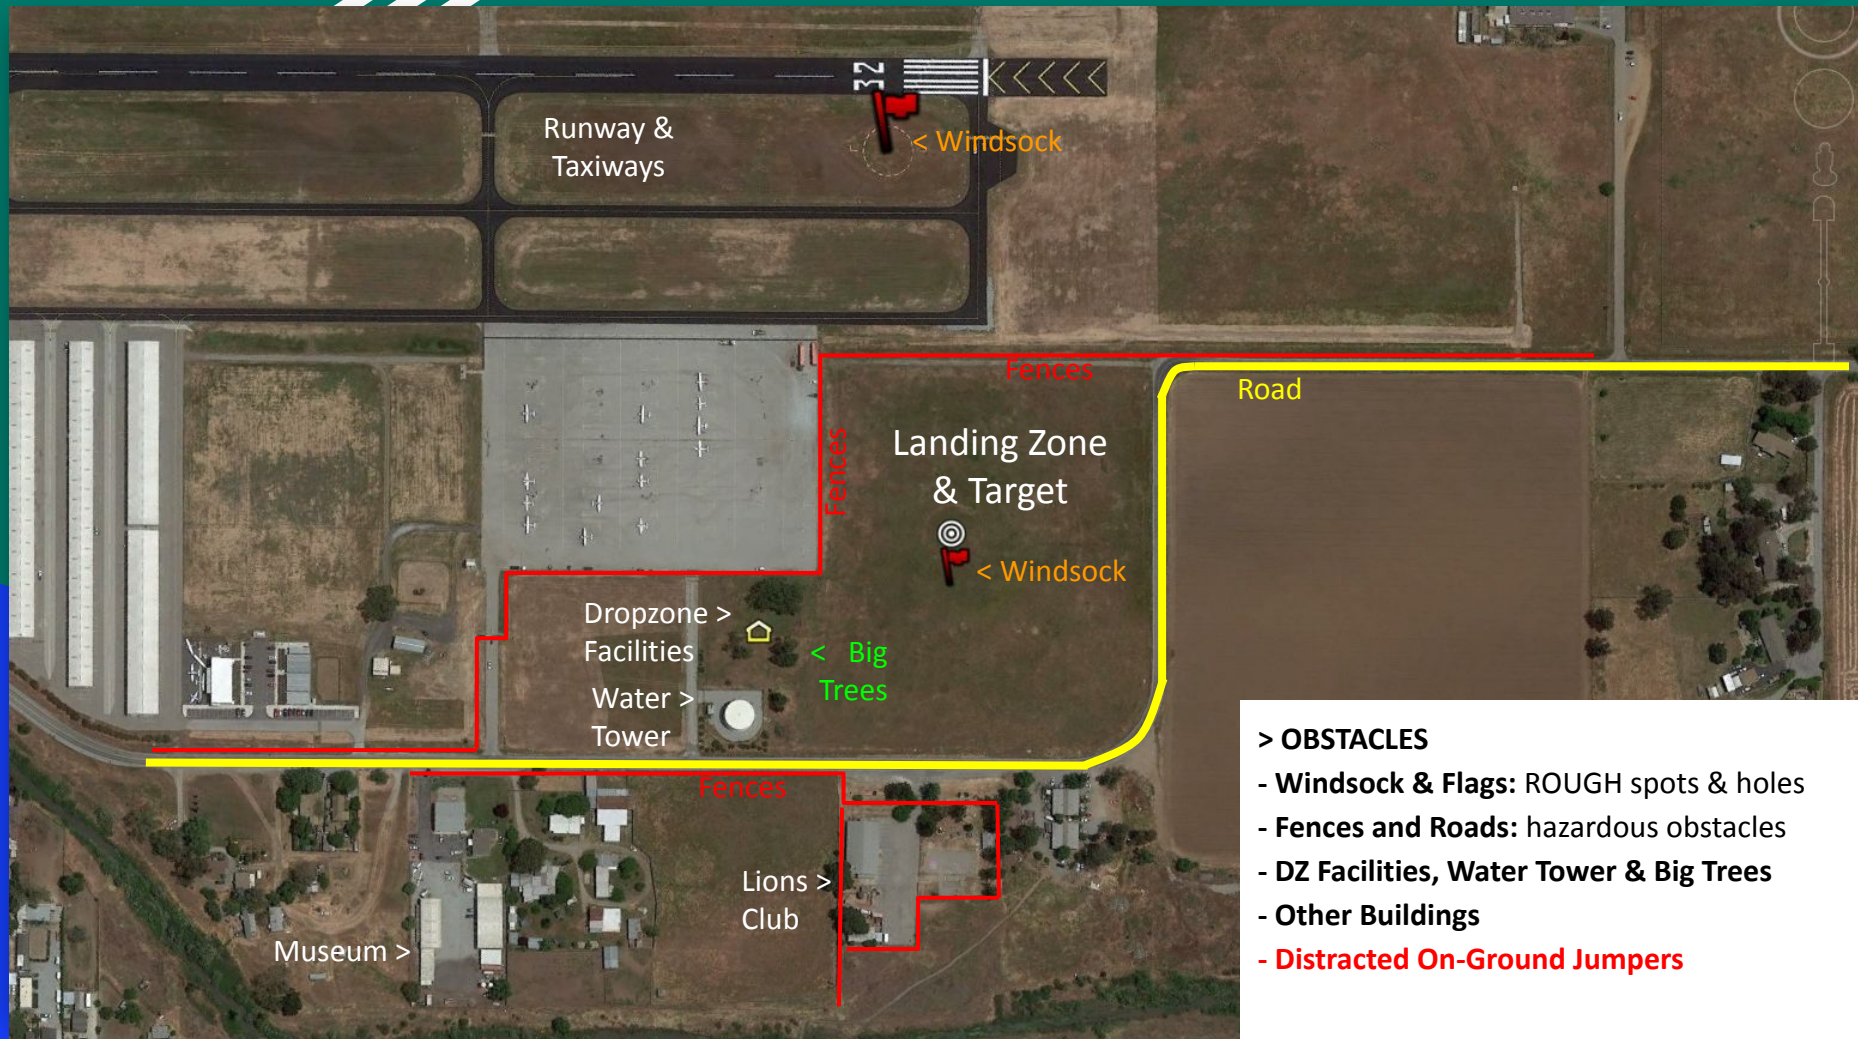 32
Runway &
Taxiways
< Windsock
Fences
Road
Fences
Landing Zone
& Target
< Windsock
Dropzone >
Facilities
< Big
Trees
Water >
Tower
Fences
Lions >
Club
Museum >
> OBSTACLES
- Windsock & Flags: ROUGH spots & holes
- Fences and Roads: hazardous obstacles
- DZ Facilities, Water Tower & Big Trees
- Other Buildings
- Distracted On-Ground Jumpers